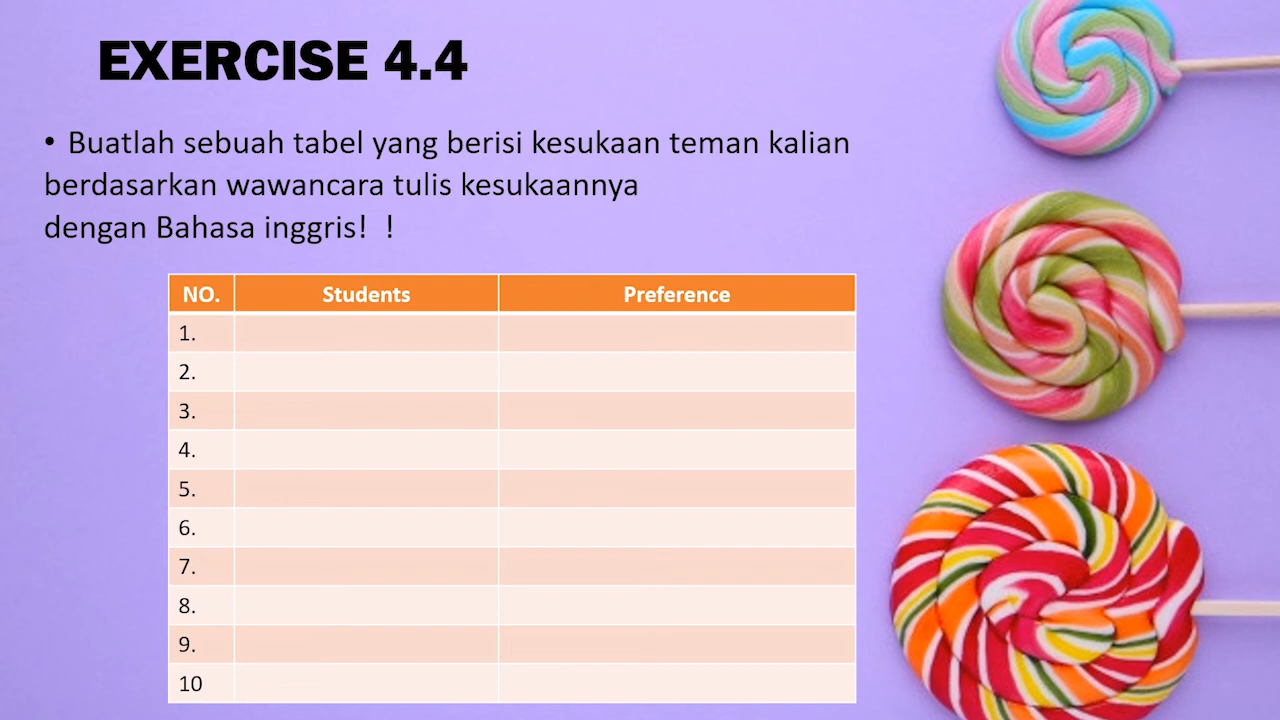 EXERCISE 4.4
• Buatlah sebuah tabel yang berisi kesukaan teman kalian
berdasarkan wawancara tulis kesukaannya
dengan Bahasa inggris!  !
NO. Students Preference
1.
2.
3.
4.
5.
6.
7.
8.
9.
10